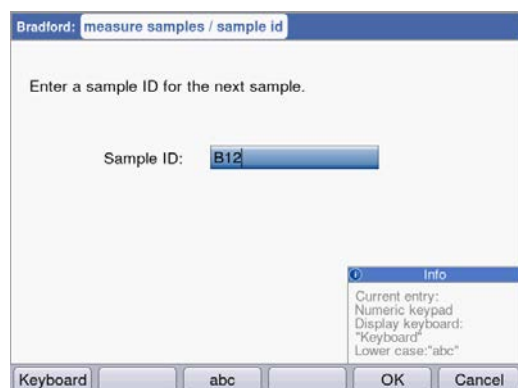 Bradford: measure samples / sample id
Enter a sample ID for the next sample.
Sample ID: B12
Info
Current entry:
Numeric keypad
Display keyboard:
"Keyboard"
Lower case:"abc"
Keyboard abc OK Cancel